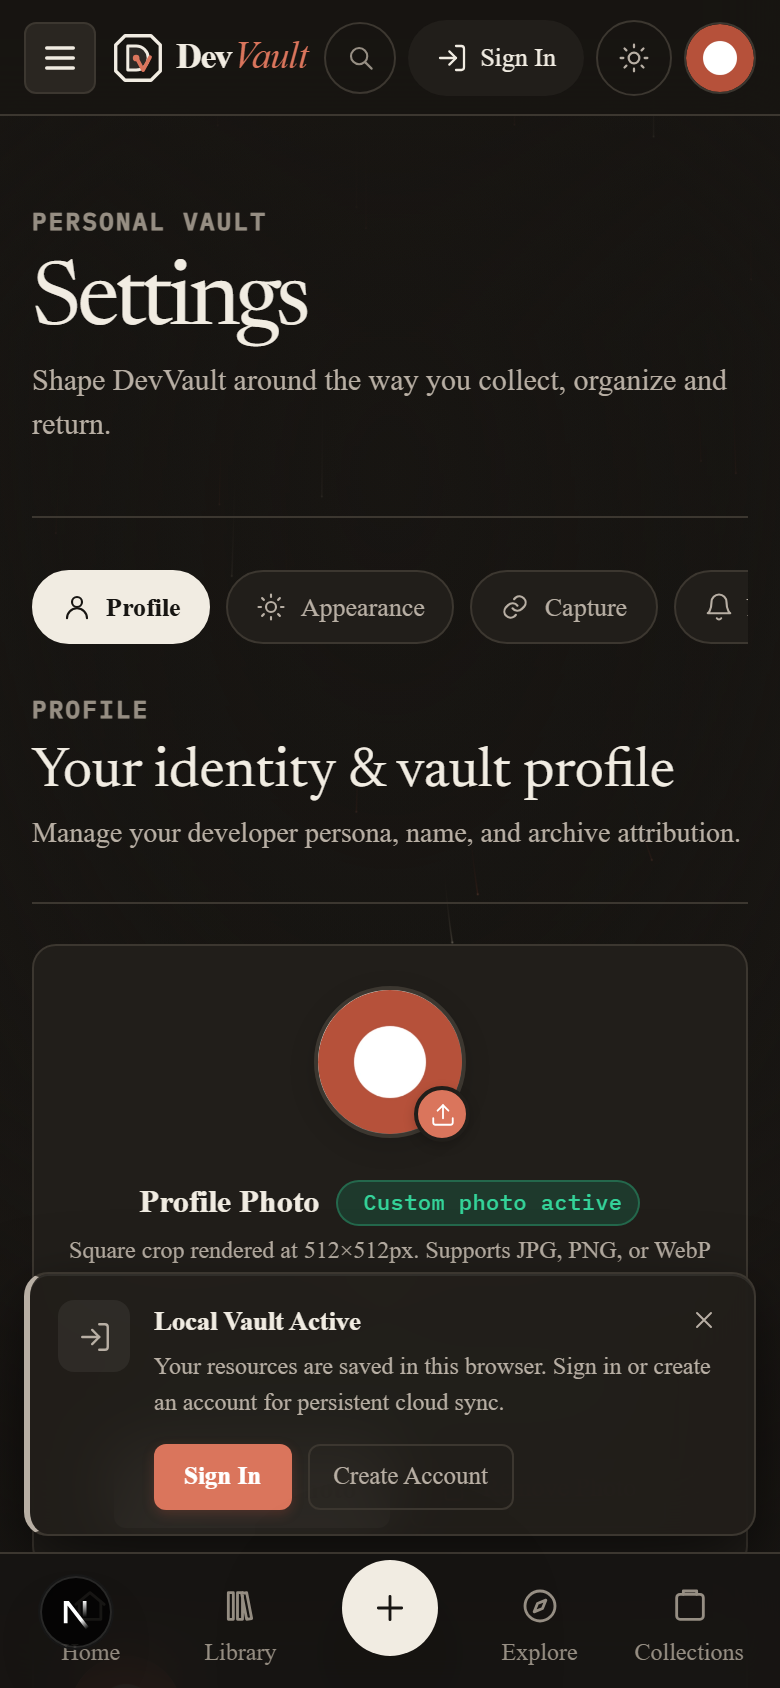 DevVault
Sign In
PERSONAL VAULT
Settings
Shape DevVault around the way you collect, organize and
return.
Profile
Appearance
Capture
PROFILE
Your identity & vault profile
Manage your developer persona, name, and archive attribution.
Profile Photo
Custom photo active
Square crop rendered at 512×512px. Supports JPG, PNG, or WebP
Local Vault Active
Your resources are saved in this browser. Sign in or create
an account for persistent cloud sync.
Sign In
Create Account
N
Home
Library
Explore
Collections